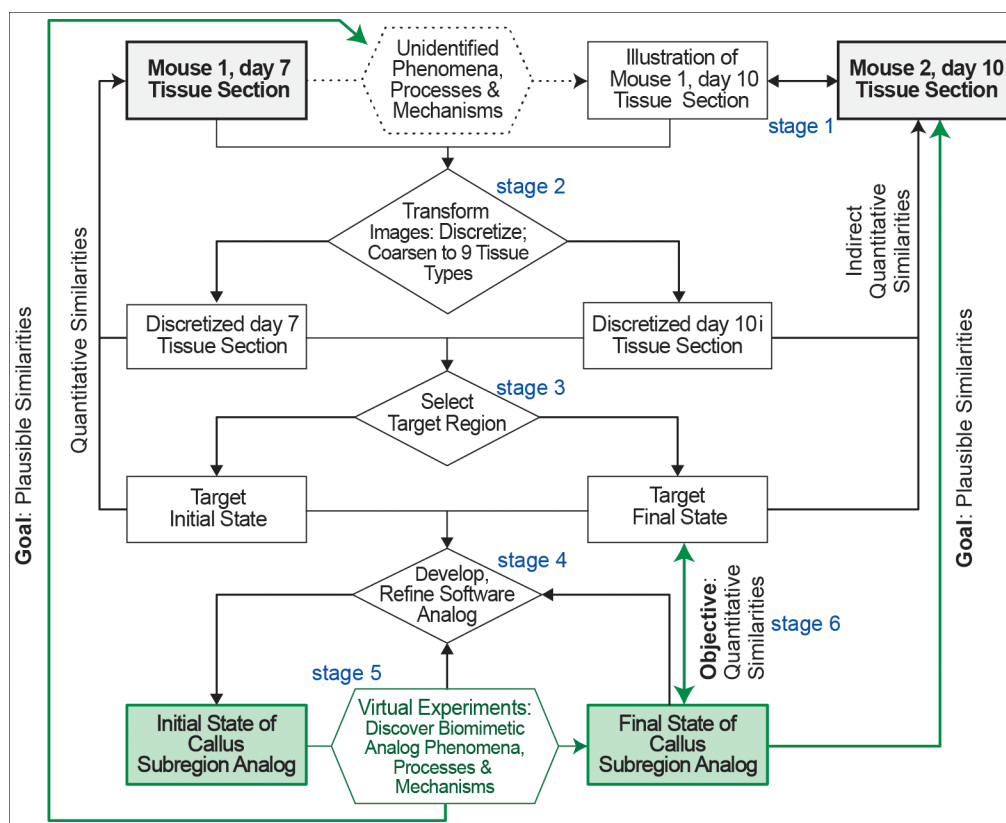 Mouse 1, day 7
Tissue Section
Unidentified
Phenomena,
Processes &
Mechanisms
Illustration of
Mouse 1, day 10
Tissue Section
Mouse 2, day 10
Tissue Section
stage 1
stage 2
Transform
Images: Discretize;
Coarsen to 9 Tissue
Types
Indirect
Quantitative
Similarities
Discretized day 7
Tissue Section
Discretized day 10i
Tissue Section
Goal: Plausible Similarities
Quantitative Similarities
stage 3
Select
Target Region
Goal: Plausible Similarities
Target
Initial State
Target
Final State
stage 4
Develop,
Refine Software
Analog
Objective:
Quantitative
Similarities
stage 6
stage 5
Initial State of
Callus
Subregion Analog
Virtual Experiments:
Discover Biomimetic
Analog Phenomena,
Processes &
Mechanisms
Final State of
Callus
Subregion Analog